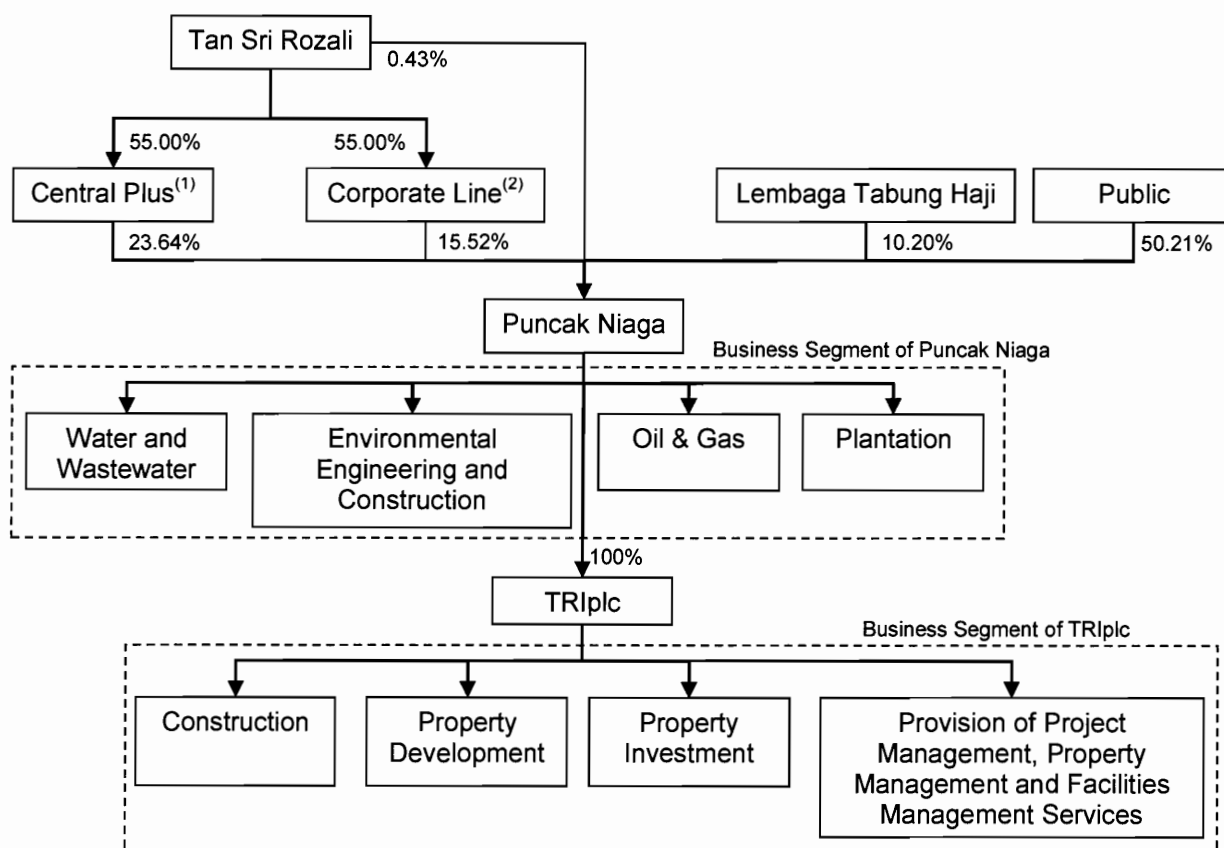 Tan Sri Rozali
0.43%
55.00%
55.00%
Central Plus(1)
Corporate Line(2)
Lembaga Tabung Haji
Public
23.64%
15.52%
10.20%
50.21%
Puncak Niaga
Business Segment of Puncak Niaga
Water and
Wastewater
Environmental
Engineering and
Construction
Oil & Gas
Plantation
100%
TRIplc
Business Segment of TRIplc
Construction
Property
Development
Property
Investment
Provision of Project
Management, Property
Management and Facilities
Management Services